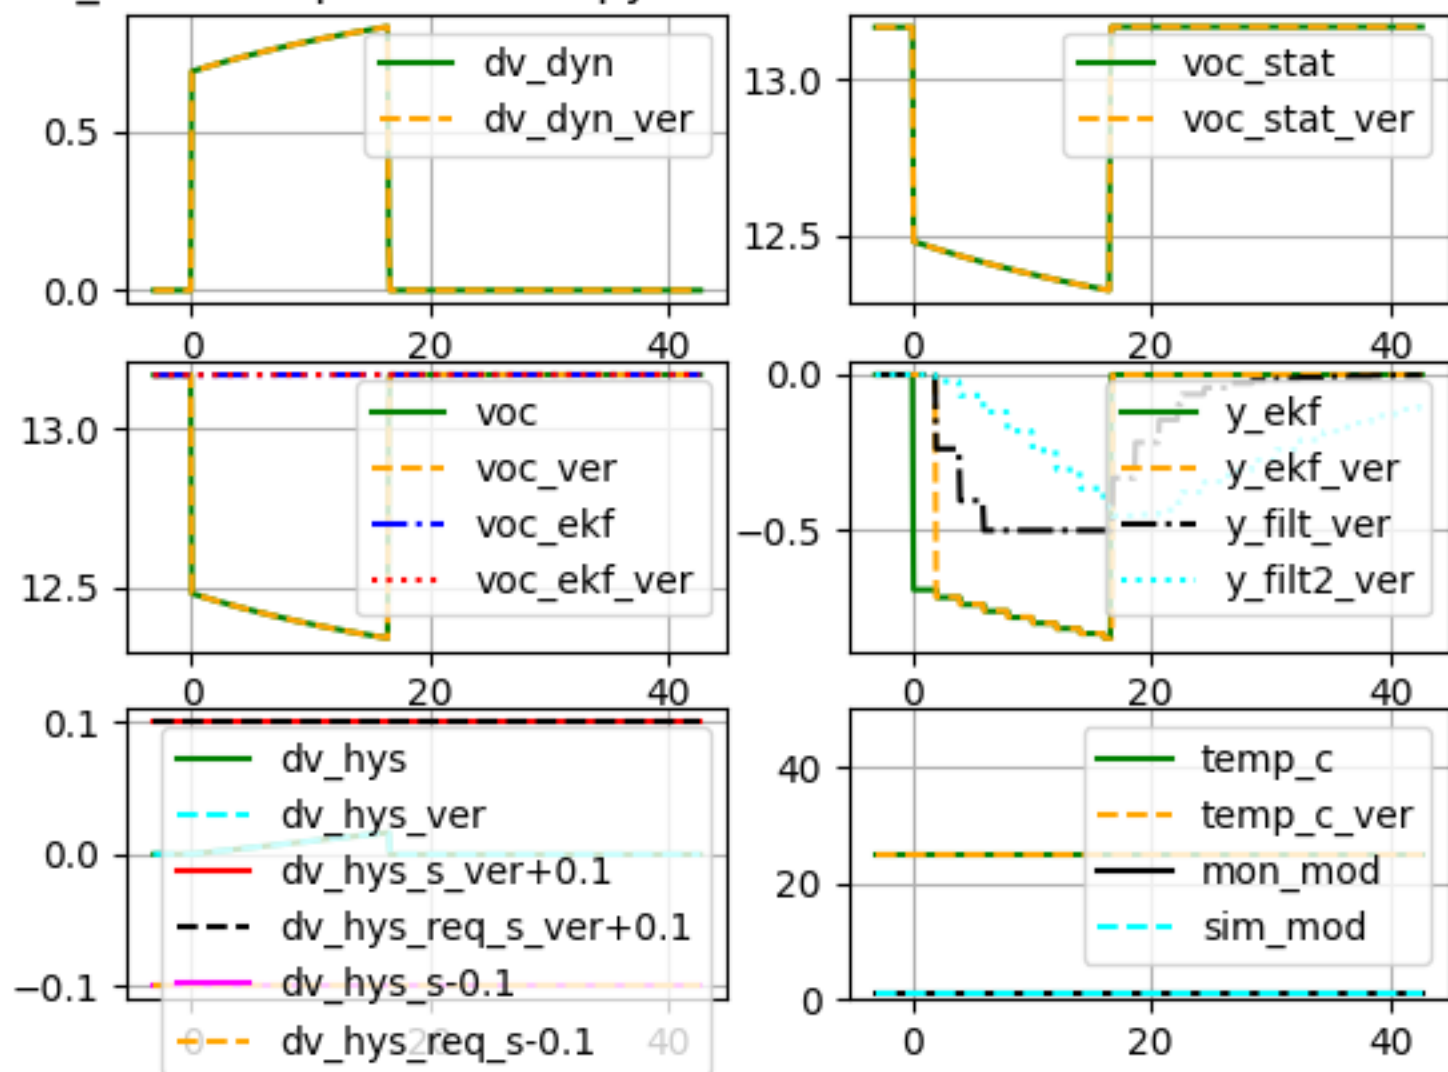 dv_dyn
dv_dyn_ver
0.5
0.0
0 20 40
voc_stat
voc_stat_ver
13.0
12.5
0 20 40
voc
voc_ver
voc_ekf
voc_ekf_ver
13.0
12.5
0 20 40
y_ekf
y_ekf_ver
y_filt_ver
y_filt2_ver
0.0
−0.5
0 20 40
dv_hys
dv_hys_ver
dv_hys_s_ver+0.1
dv_hys_req_s_ver+0.1
dv_hys_s-0.1
dv_hys_req_s-0.1
0.1
0.0
−0.1
0 20 40
temp_c
temp_c_ver
mon_mod
sim_mod
40
20
0
0 20 40